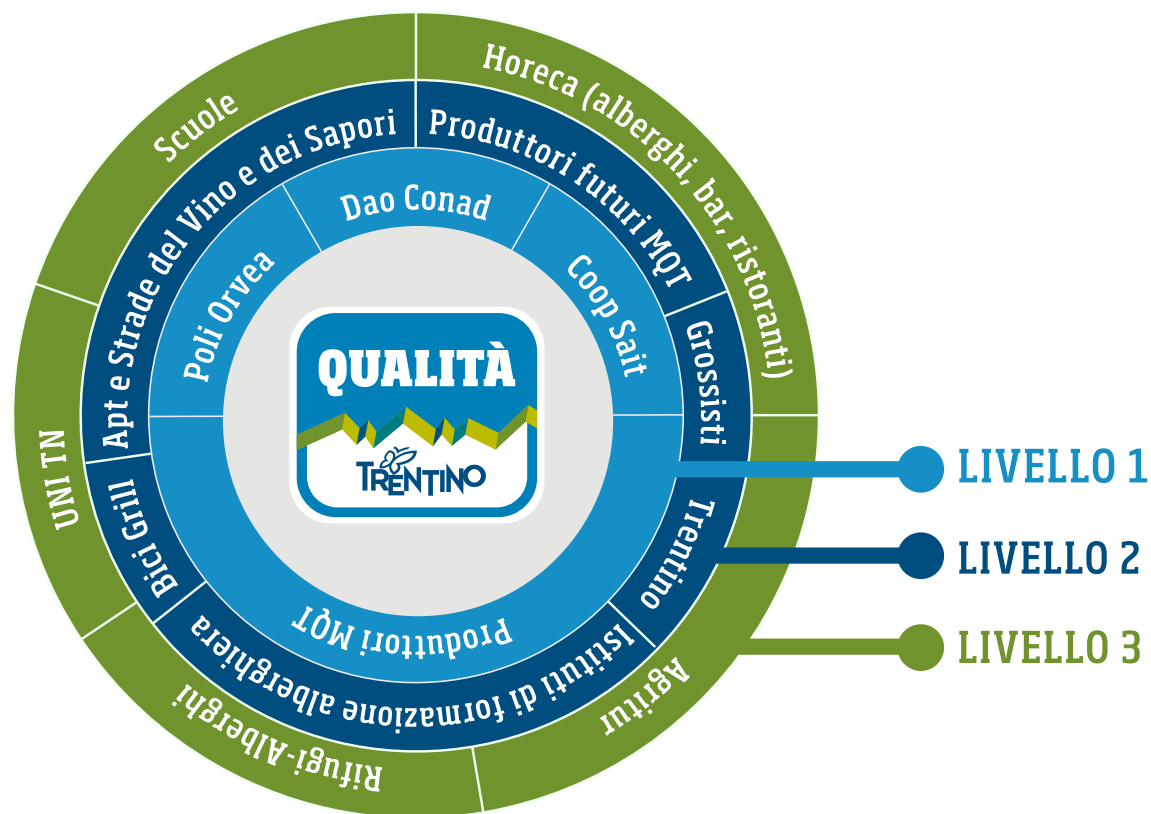 Scuole
Horeca (alberghi, bar, ristoranti)
Apt e Strade del Vino e dei Sapori
Produttori futuri MQT
Dao Conad
Poli Orvea
Coop Sait
Grossisti
Trentino
QUALITÀ
TRENTINO
UNI TN
Bici Grill
Produttori MQT
Istituti di formazione alberghiera
Agritur
Rifugi-Alberghi
LIVELLO 1
LIVELLO 2
LIVELLO 3